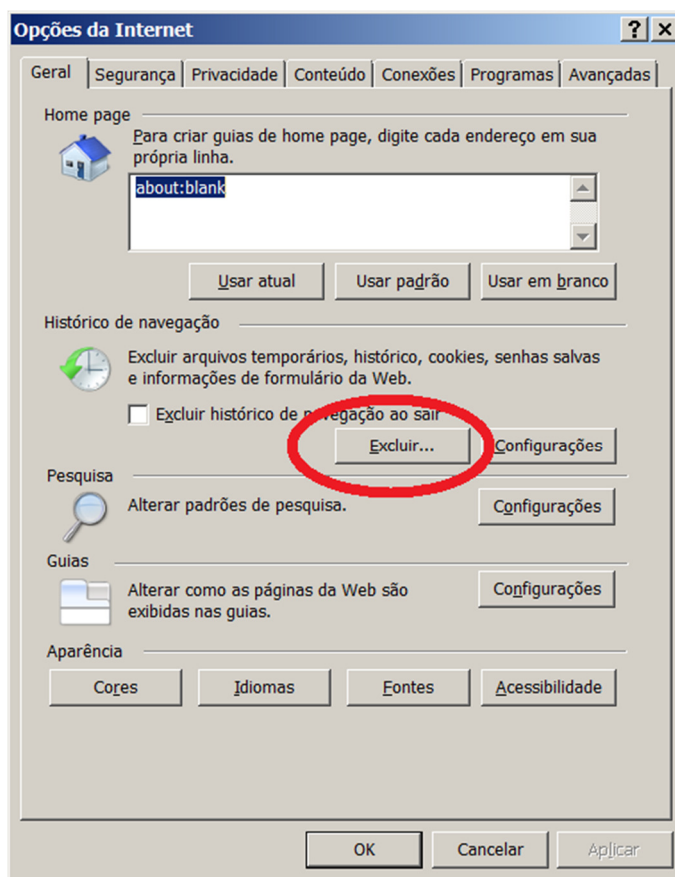 Opções da Internet
Geral Segurança Privacidade Conteúdo Conexões Programas Avançadas
Home page
Para criar guias de home page, digite cada endereço em sua
própria linha.
about:blank
Usar atual Usar padrão Usar em branco
Histórico de navegação
Excluir arquivos temporários, histórico, cookies, senhas salvas
e informações de formulário da Web.
Excluir histórico de navegação ao sair
Excluir... Configurações
Pesquisa
Alterar padrões de pesquisa.
Configurações
Guias
Alterar como as páginas da Web são
exibidas nas guias.
Configurações
Aparência
Cores Idiomas Fontes Acessibilidade
OK Cancelar Aplicar